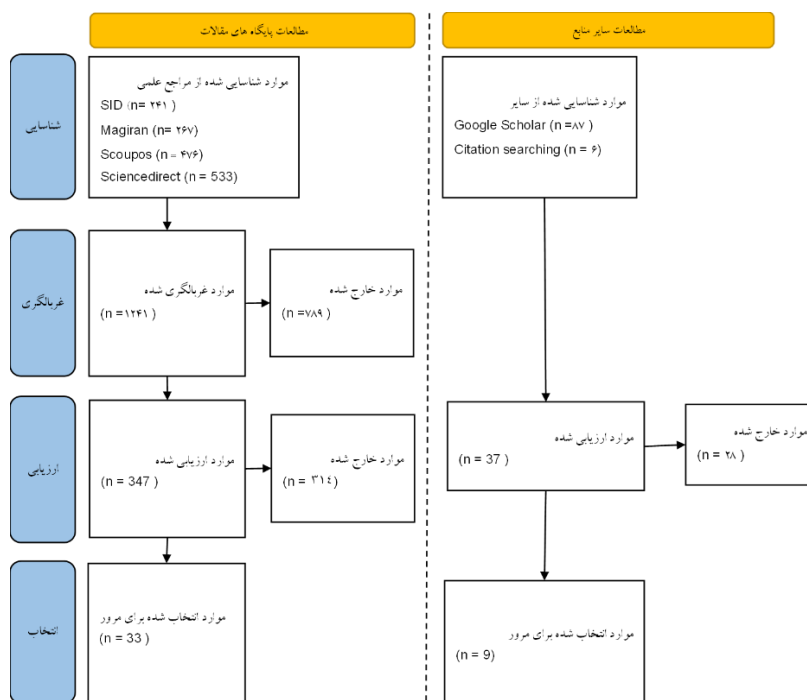 مطالعات پایگاه های مقالات
مطالعات سایر منابع
شناسایی
موارد شناسایی شده از مراجع علمی
SID (n= ۲۴۱ )
Magiran (n= ۲۶۷)
Scoupos (n = ۴۷۶)
Sciencedirect (n = 533)
موارد شناسایی شده از سایر
Google Scholar (n =۸۷ )
Citation searching (n = ۶)
غربالگری
موارد غربالگری شده
(n =۱۲۴۱ )
موارد خارج شده
(n =۷۸۹ )
ارزیابی
موارد ارزیابی شده
(n = 347)
موارد خارج شده
(n = ۳۱٤)
موارد ارزیابی شده
(n = 37 )
موارد خارج شده
(n = ۲۸ )
انتخاب
موارد انتخاب شده برای مرور
(n = 33)
موارد انتخاب شده برای مرور
(n = 9)